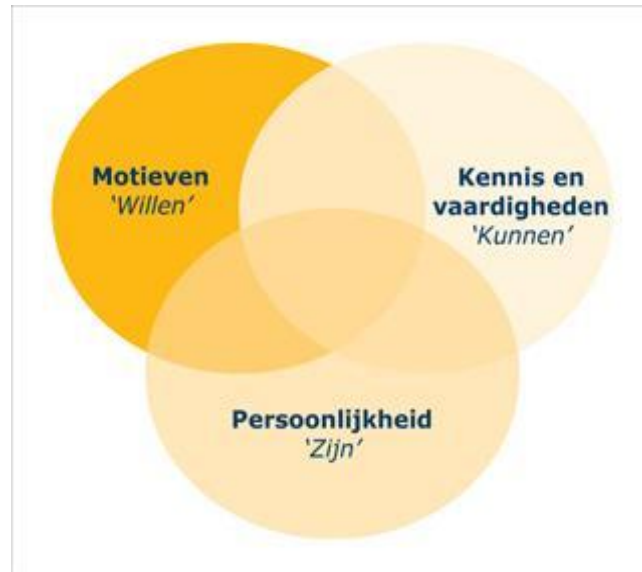 Motieven
‘Willen’
Kennis en
vaardigheden
‘Kunnen’
Persoonlijkheid
‘Zijn’